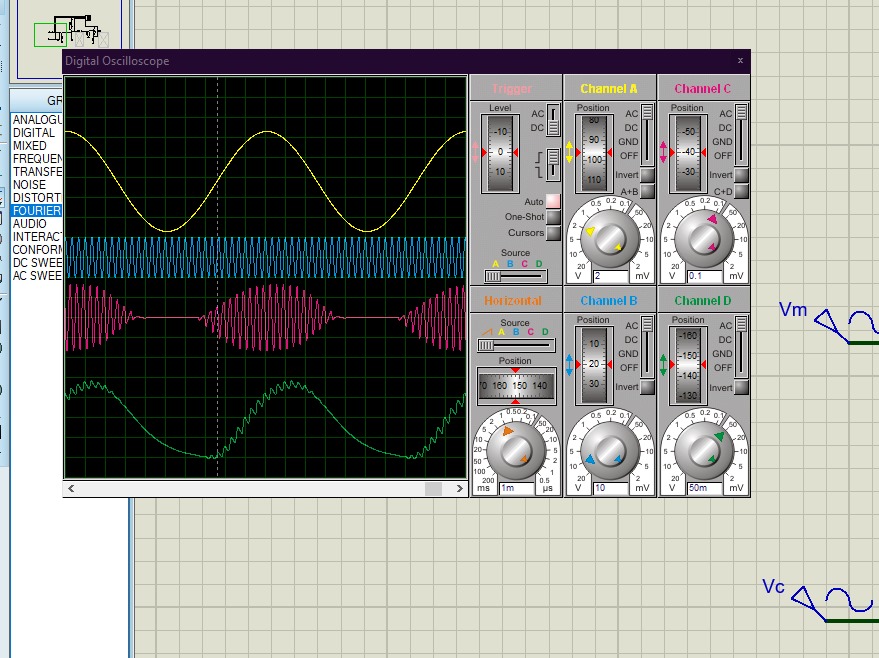 Digital Oscilloscope x
GR
ANALOGU
DIGITAL
MIXED
FREQUEN
TRANSFE
NOISE
DISTORT
FOURIER
AUDIO
INTERAC
CONFORM
DC SWEE
AC SWEE
Trigger
Level
AC
DC
-10
0
10
Auto
One-Shot
Cursors
Source
A B C D
Channel A
Position
80
90
100
110
AC
DC
GND
OFF
Invert
A+B
0.5 0.2 0.1
1 50
2 20
5 10
10 5
20 2
V 2 mV
Channel C
Position
-50
-40
-30
AC
DC
GND
OFF
Invert
C+D
0.5 0.2 0.1
1 50
2 20
5 10
10 5
20 2
V 0.1 mV
Horizontal
Source
A B C D
Position
160 150 140
1 0.5 0.2
2 0.1
5 50
10 20
20 10
50 5
100 2
200 1
0.5
ms 1m µs
Channel B
Position
10
20
30
AC
DC
GND
OFF
Invert
0.5 0.2 0.1
1 50
2 20
5 10
10 5
20 2
V 10 mV
Channel D
Position
-160
-150
-140
-130
AC
DC
GND
OFF
Invert
0.5 0.2 0.1
1 50
2 20
5 10
10 5
20 2
V 50m mV
Vm
Vc